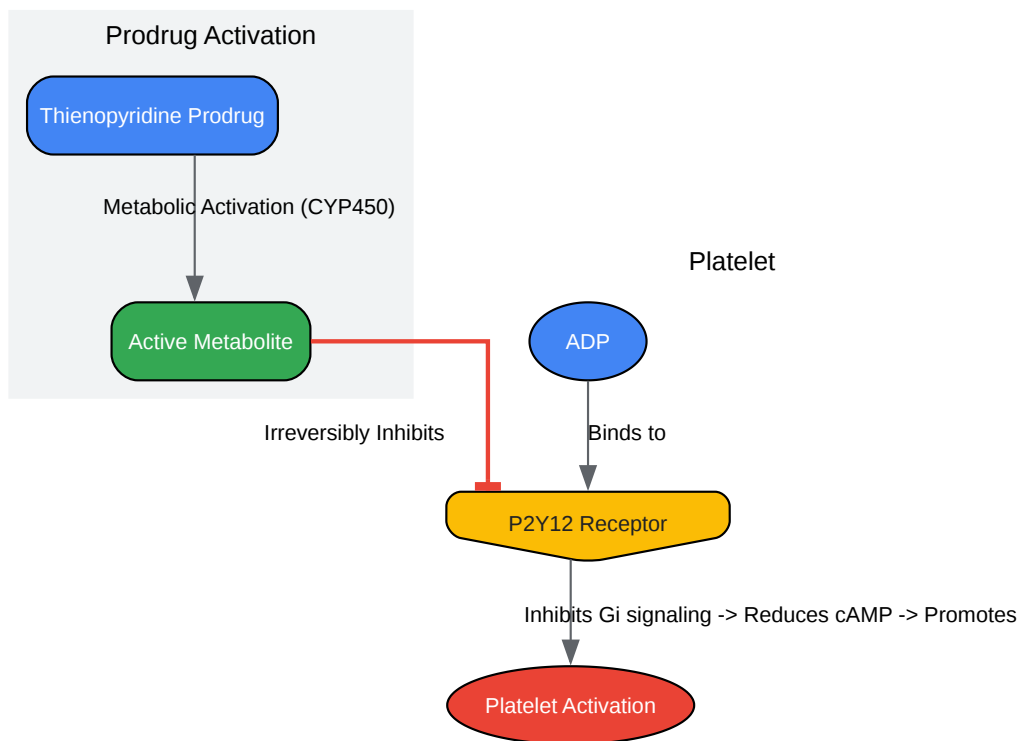 Prodrug Activation
Thienopyridine Prodrug
Metabolic Activation (CYP450)
Platelet
Active Metabolite
ADP
Irreversibly Inhibits
Binds to
P2Y12 Receptor
Inhibits Gi signaling -> Reduces cAMP -> Promotes
Platelet Activation